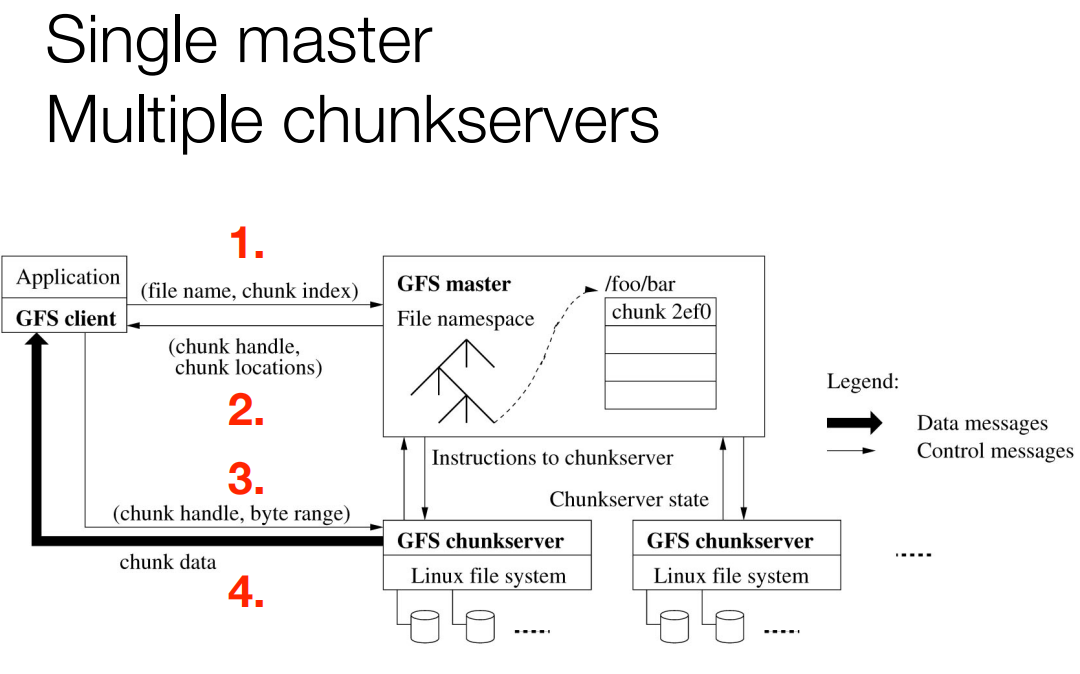 Single master
Multiple chunkservers
1.
Application
GFS client
(file name, chunk index)
(chunk handle,
chunk locations)
2.
GFS master
File namespace
/foo/bar
chunk 2ef0
Legend:
Data messages
Control messages
Instructions to chunkserver
Chunkserver state
3.
(chunk handle, byte range)
chunk data
4.
GFS chunkserver
Linux file system
GFS chunkserver
Linux file system